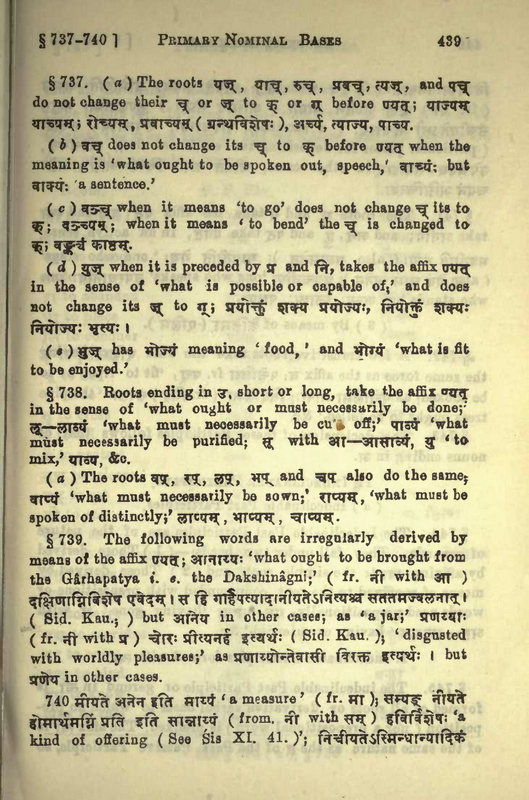 § 737-740 ] PRIMARY NOMINAL BASES 439
§ 737. (a) The roots यज्, याच्, रुच्, प्रवच्, त्यज्, and पच्
do not change their च् or ज् to क् or ग् before ण्यत्; याज्यम्
याच्यम्; रोच्यम्, प्रवाच्यम् ( ग्रन्थविशेषः ), अर्च्य, त्याज्य, पाच्य.
(b) वच् does not change its च् to क् before ण्यत् when the
meaning is ‘what ought to be spoken out, speech,’ वाच्यं: but
वाक्यं: ‘a sentence.’
(c) वञ्च् when it means ‘to go’ does not change च् its to
क्; वञ्च्यम्; when it means ‘ to bend’ the च् is changed to
क्; वङ्क्यं काष्ठम्.
(d) युज् when it is preceded by प्र and नि, takes the affix ण्यत्
in the sense of ‘what is possible or capable of,’ and does
not change its ज् to ग्; प्रयोक्तुं शक्य प्रयोज्यः, नियोक्तुं शक्यः
नियोज्यः भृत्यः ।
(e) भुज् has भोज्यं meaning ‘ food, ’ and भोग्यं ‘what is fit
to be enjoyed.’
§ 738. Roots ending in उ, short or long, take the affix ण्यत्
in the sense of ‘what ought or must necessarily be done;’
लू—लाव्यं ‘what must necessarily be cut off;’ पाव्यं ‘what
must necessarily be purified; सू with आ—आसाव्यं, यु ‘to
mix,’ याव्य, &c.
(a) The roots वप्, रप्, लप्, भप् and चप also do the same;
वाप्यं ‘what must necessarily be sown;’ राप्यम्, ‘what must be
spoken of distinctly;’ लाप्यम्, भाप्यम्, चाप्यम्.
§ 739. The following words are irregularly derived by
means of the affix ण्यत्; आनाय्यः ‘what ought to be brought from
the Gârhapatya i. e. the Dakshinâgni;’ ( fr. नी with आ )
दक्षिणाग्निविशेष एवेदम् । स हि गार्हपत्यादानीयतेऽनित्यश्च सततमज्वलनात् ।
( Sid. Kau.; ) but आनेय in other cases; as ‘a jar;’ प्रणय्यः
( fr. नी with प्र ) चोरः प्रीत्यनर्ह इत्यर्थः ( Sid. Kau. ); ‘disgusted
with worldly pleasures;’ as प्रणाय्योन्तेवासी विरक्त इत्यर्थः । but
प्रणेय in other cases.
740 मीयते अनेन इति माय्यं ‘a measure’ ( fr. मा ); सम्यङ् नीयते
होमार्थमग्निं प्रति इति सान्नाय्यं ( from. नी with सम् ) हविर्विशेषः ‘a
kind of offering ( See Śis XI. 41. )’; निचीयतेऽस्मिन्धान्यादिकं